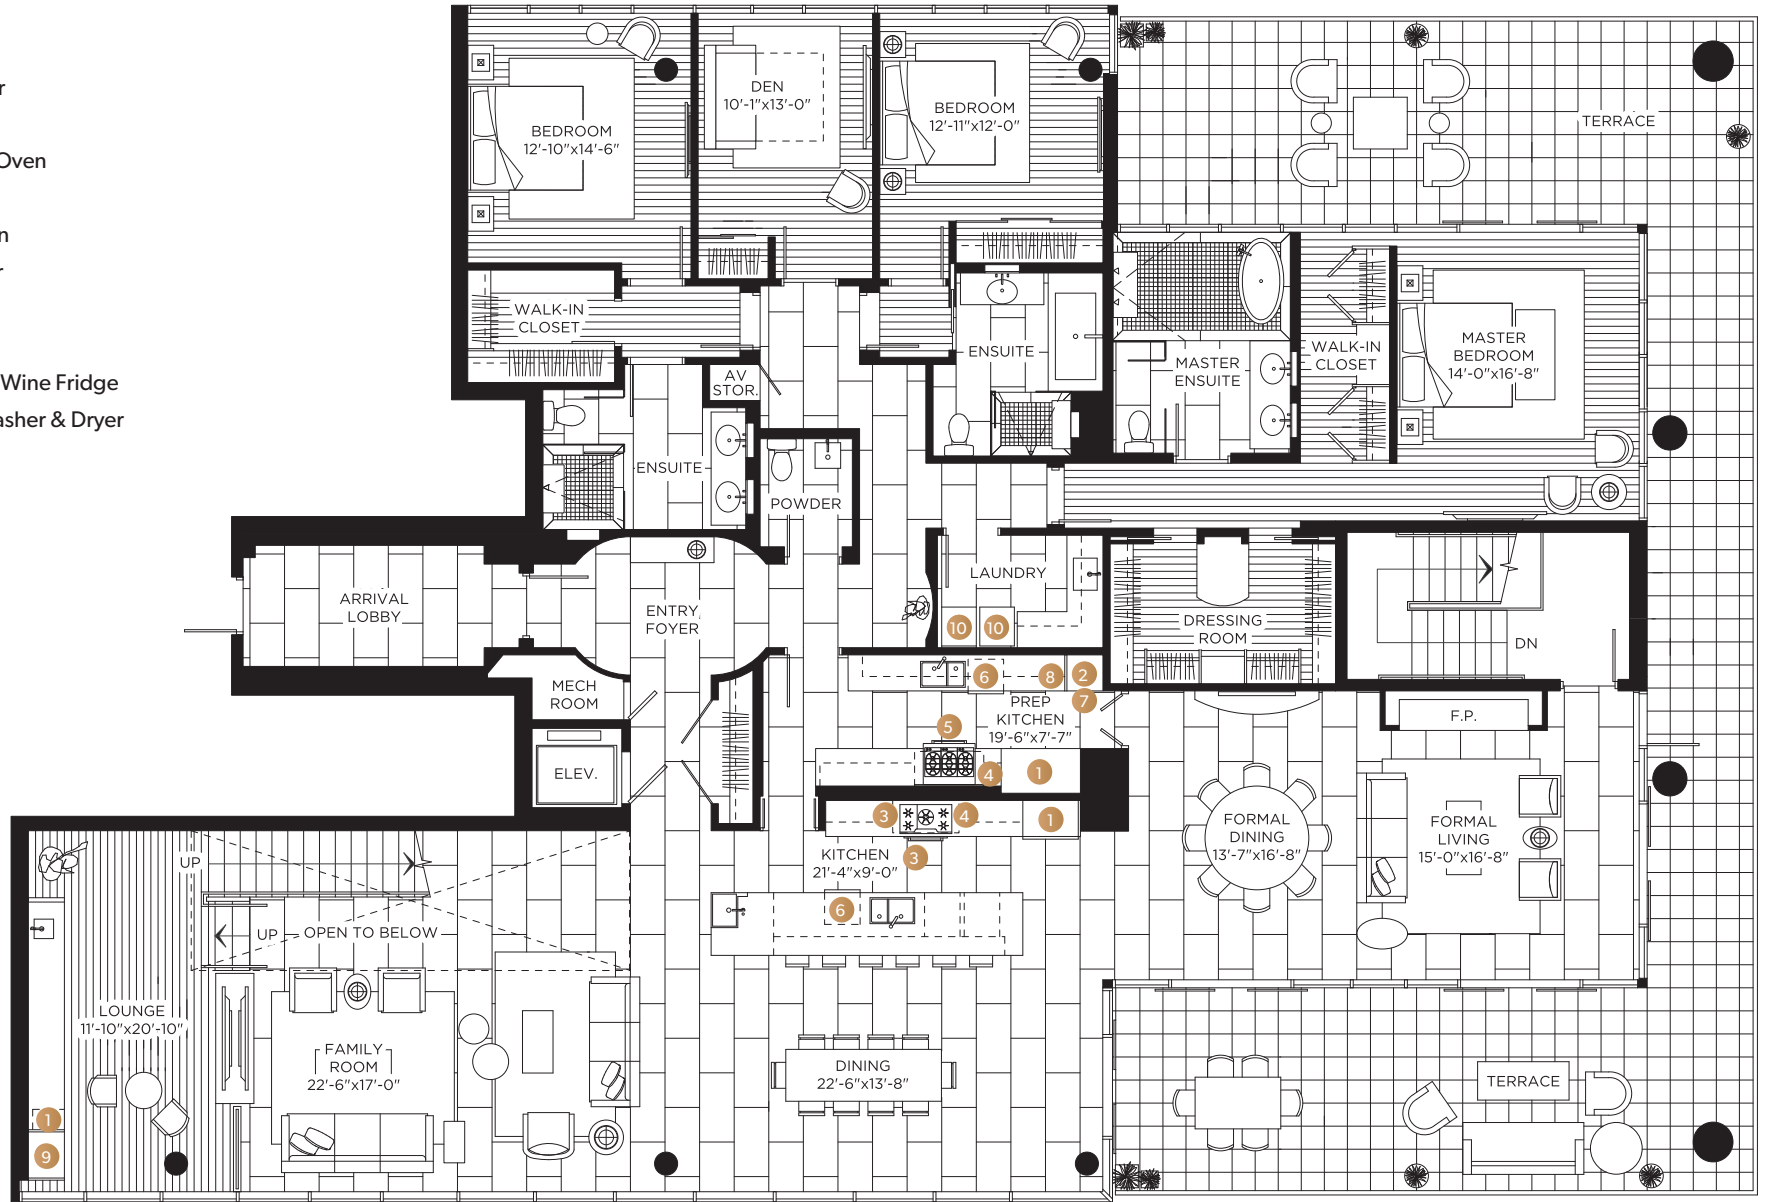 r
Oven
n
r
Wine Fridge
asher & Dryer
BEDROOM
12'-10"x14'-6"
DEN
10'-1"x13'-0"
BEDROOM
12'-11"x12'-0"
TERRACE
WALK-IN
CLOSET
AV
STOR.
ENSUITE
MASTER
ENSUITE
WALK-IN
CLOSET
MASTER
BEDROOM
14'-0"x16'-8"
ENSUITE
POWDER
ARRIVAL
LOBBY
ENTRY
FOYER
LAUNDRY
10
10
DRESSING
ROOM
DN
MECH
ROOM
6
8
2
7
PREP
KITCHEN
19'-6"x7'-7"
5
4
1
F.P.
ELEV.
3
4
1
KITCHEN
21'-4"x9'-0"
3
6
FORMAL
DINING
13'-7"x16'-8"
FORMAL
LIVING
15'-0"x16'-8"
UP
UP
OPEN TO BELOW
LOUNGE
11'-10"x20'-10"
FAMILY
ROOM
22'-6"x17'-0"
DINING
22'-6"x13'-8"
TERRACE
1
9